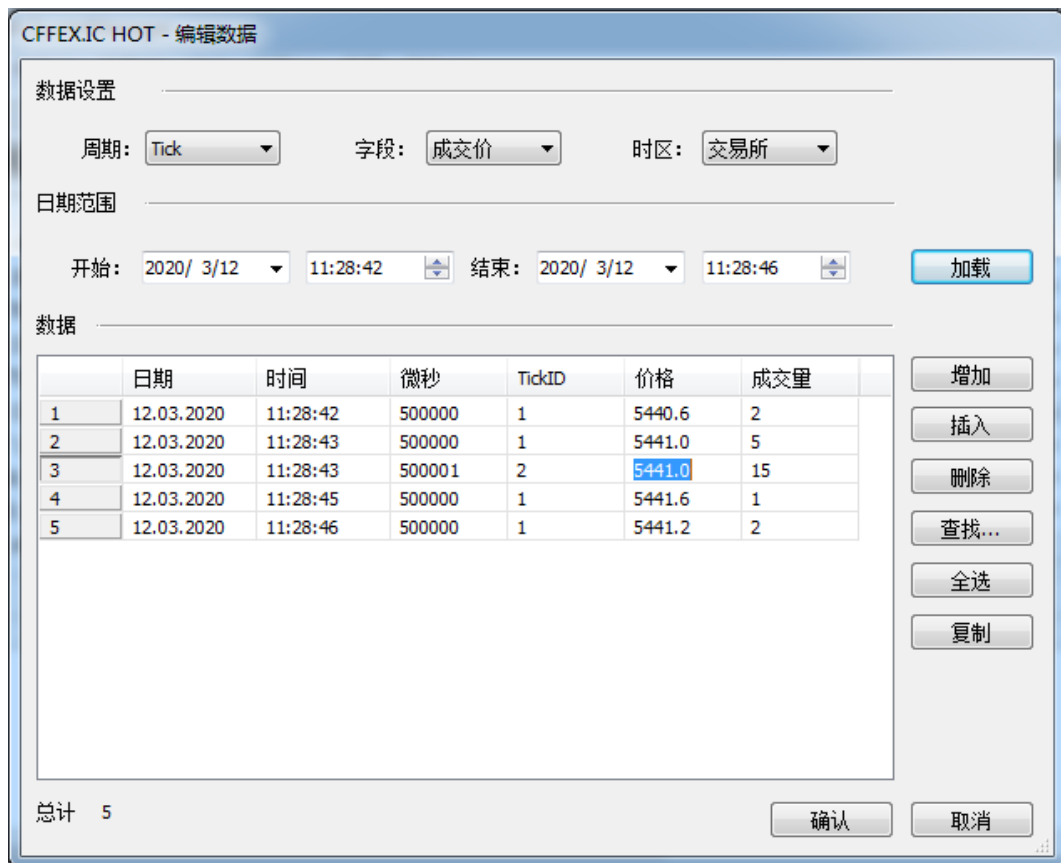 CFFEX.IC HOT - 编辑数据
数据设置
周期： Tick 字段： 成交价 时区： 交易所
日期范围
开始： 2020/ 3/12 11:28:42 结束： 2020/ 3/12 11:28:46 加载
数据
日期 时间 微秒 TickID 价格 成交量 增加
1 12.03.2020 11:28:42 500000 1 5440.6 2
插入
2 12.03.2020 11:28:43 500000 1 5441.0 5
3 12.03.2020 11:28:43 500001 2 5441.0 15 删除
4 12.03.2020 11:28:45 500000 1 5441.6 1
5 12.03.2020 11:28:46 500000 1 5441.2 2 查找...
全选
复制
总计 5 确认 取消